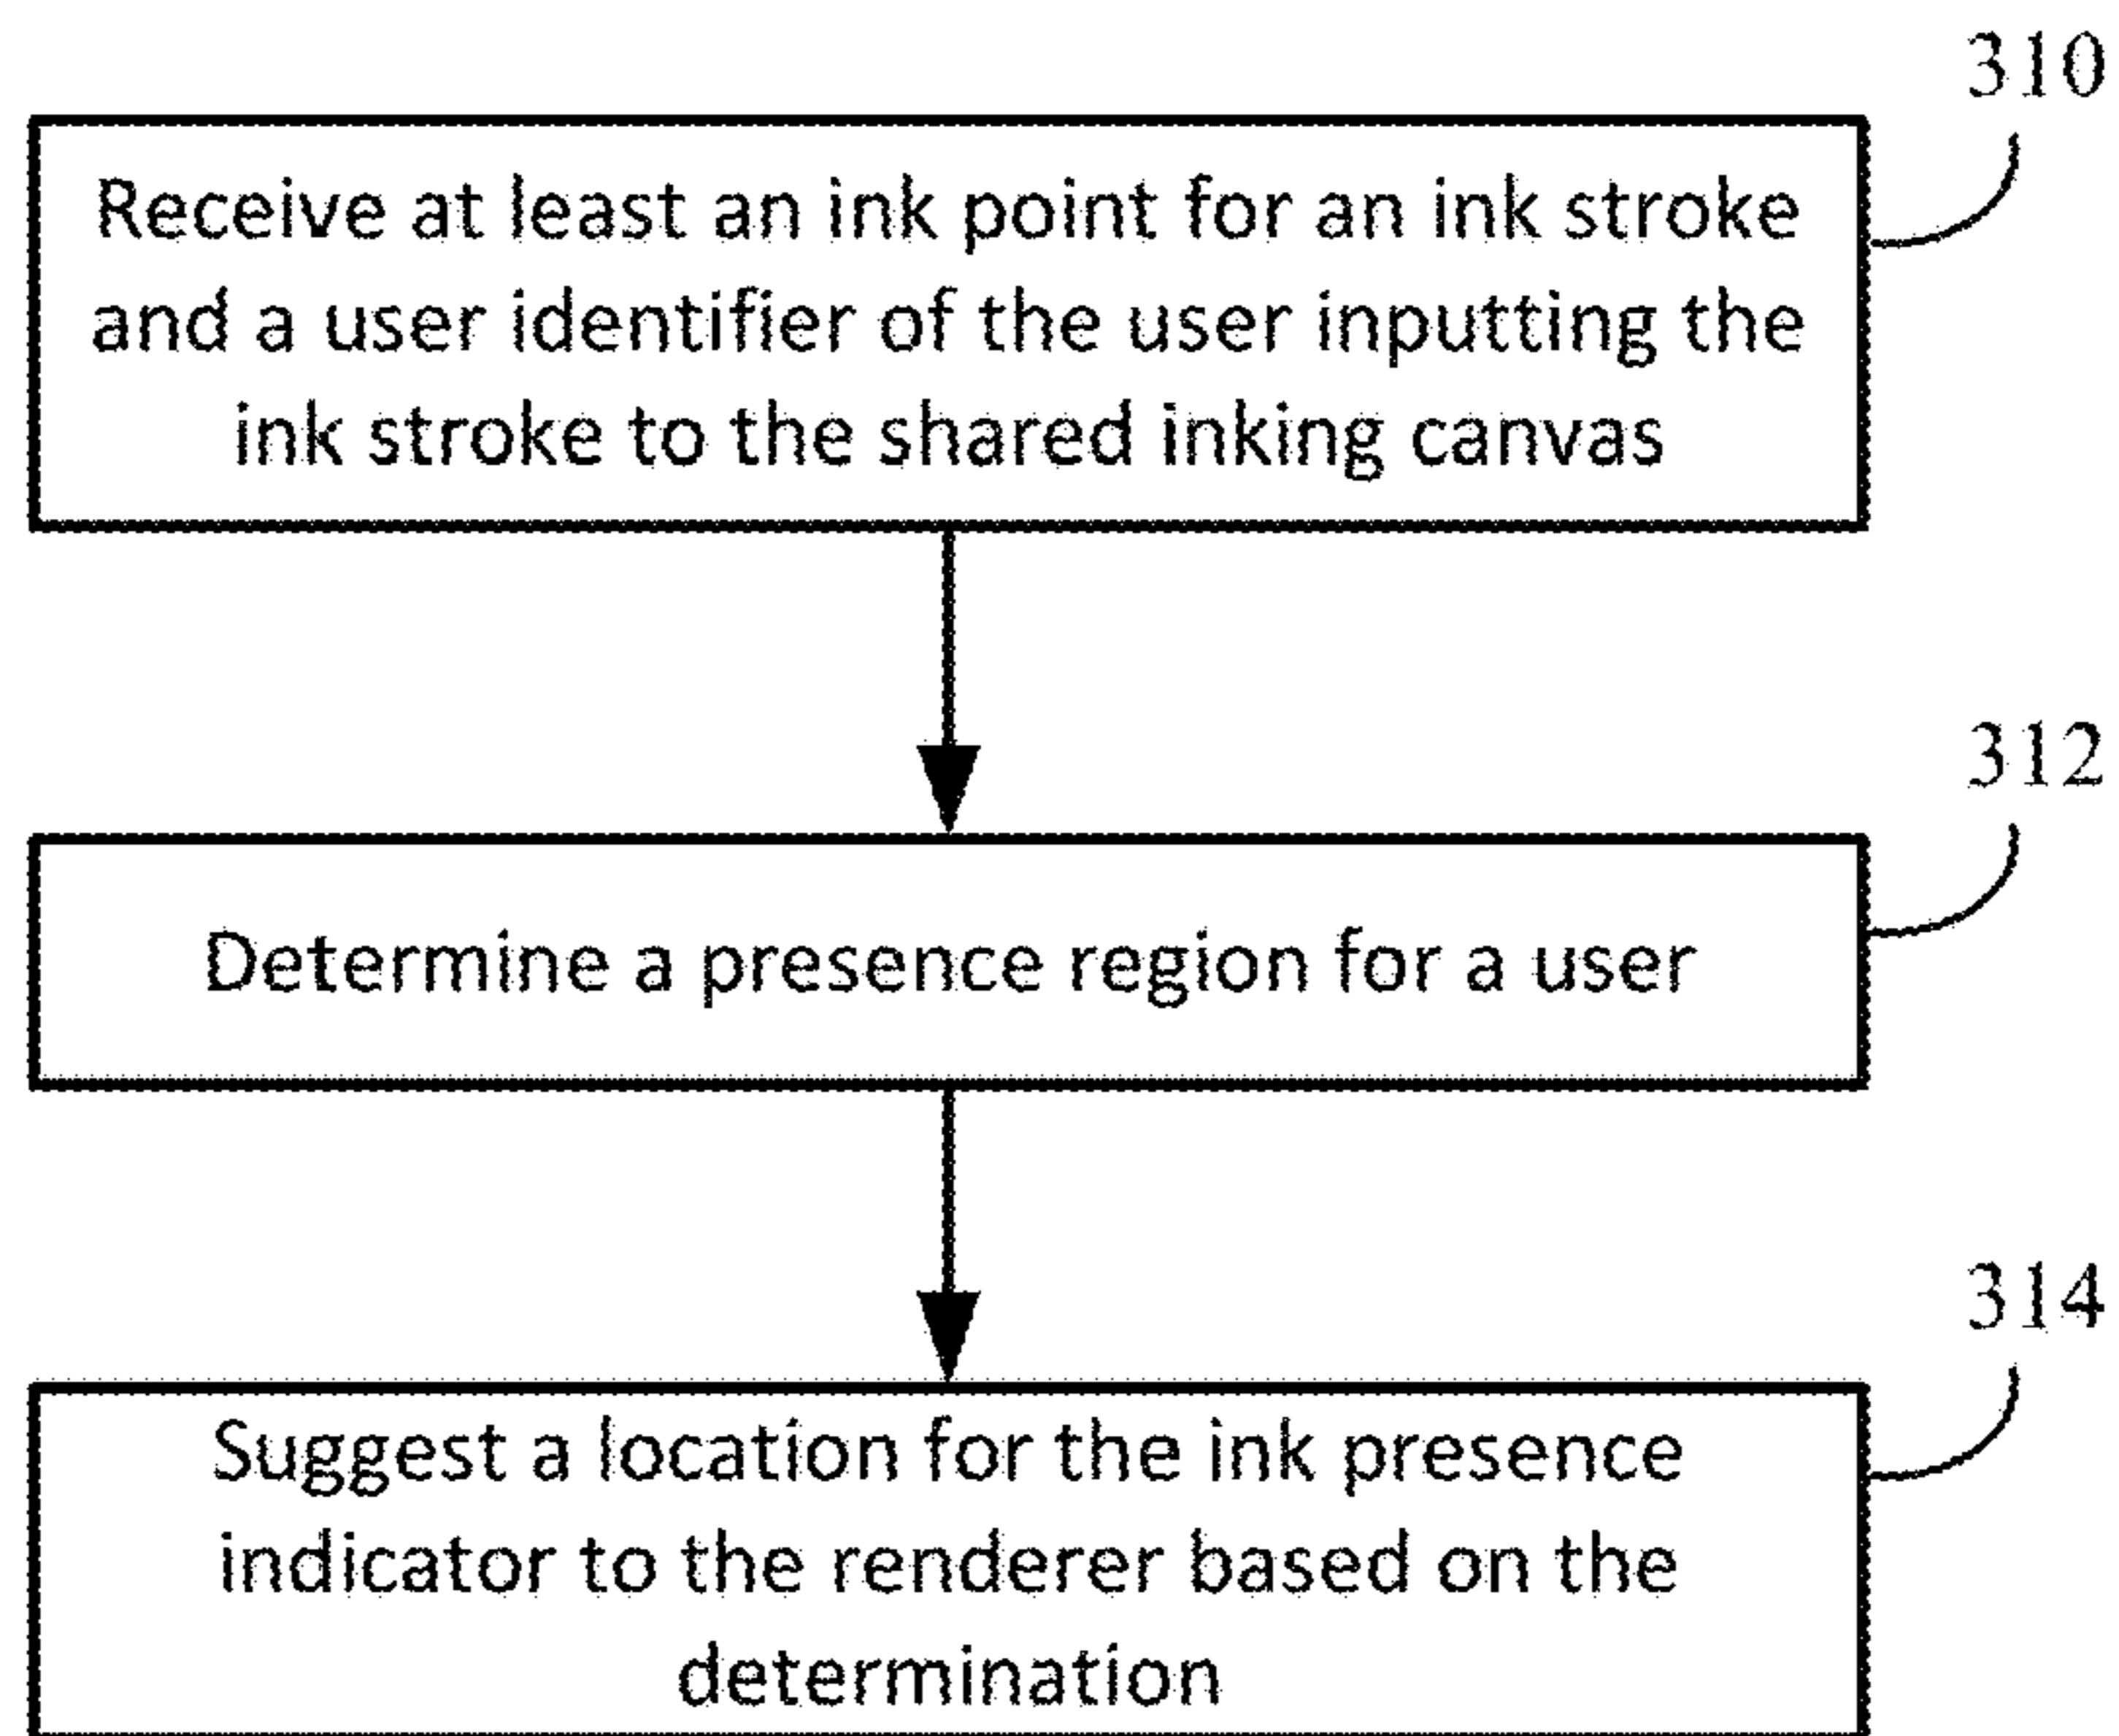 310
Receive at least an ink point for an ink stroke
and a user identifier of the user inputting the
ink stroke to the shared inking canvas
312
Determine a presence region for a user
314
Suggest a location for the ink presence
indicator to the renderer based on the
determination